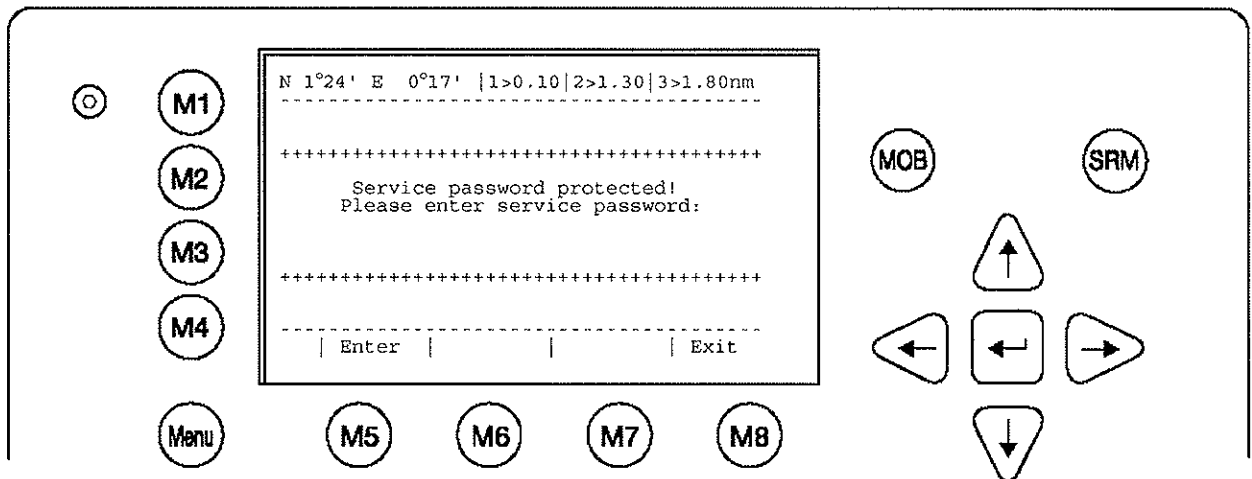 N 1°24' E 0°17' |1>0.10|2>1.30|3>1.80nm
----------------------------------------
++++++++++++++++++++++++++++++++++++++++
Service password protected!
Please enter service password:
++++++++++++++++++++++++++++++++++++++++
----------------------------------------
| Enter | | | Exit
M1
M2
M3
M4
Menu
M5
M6
M7
M8
MOB
SRM